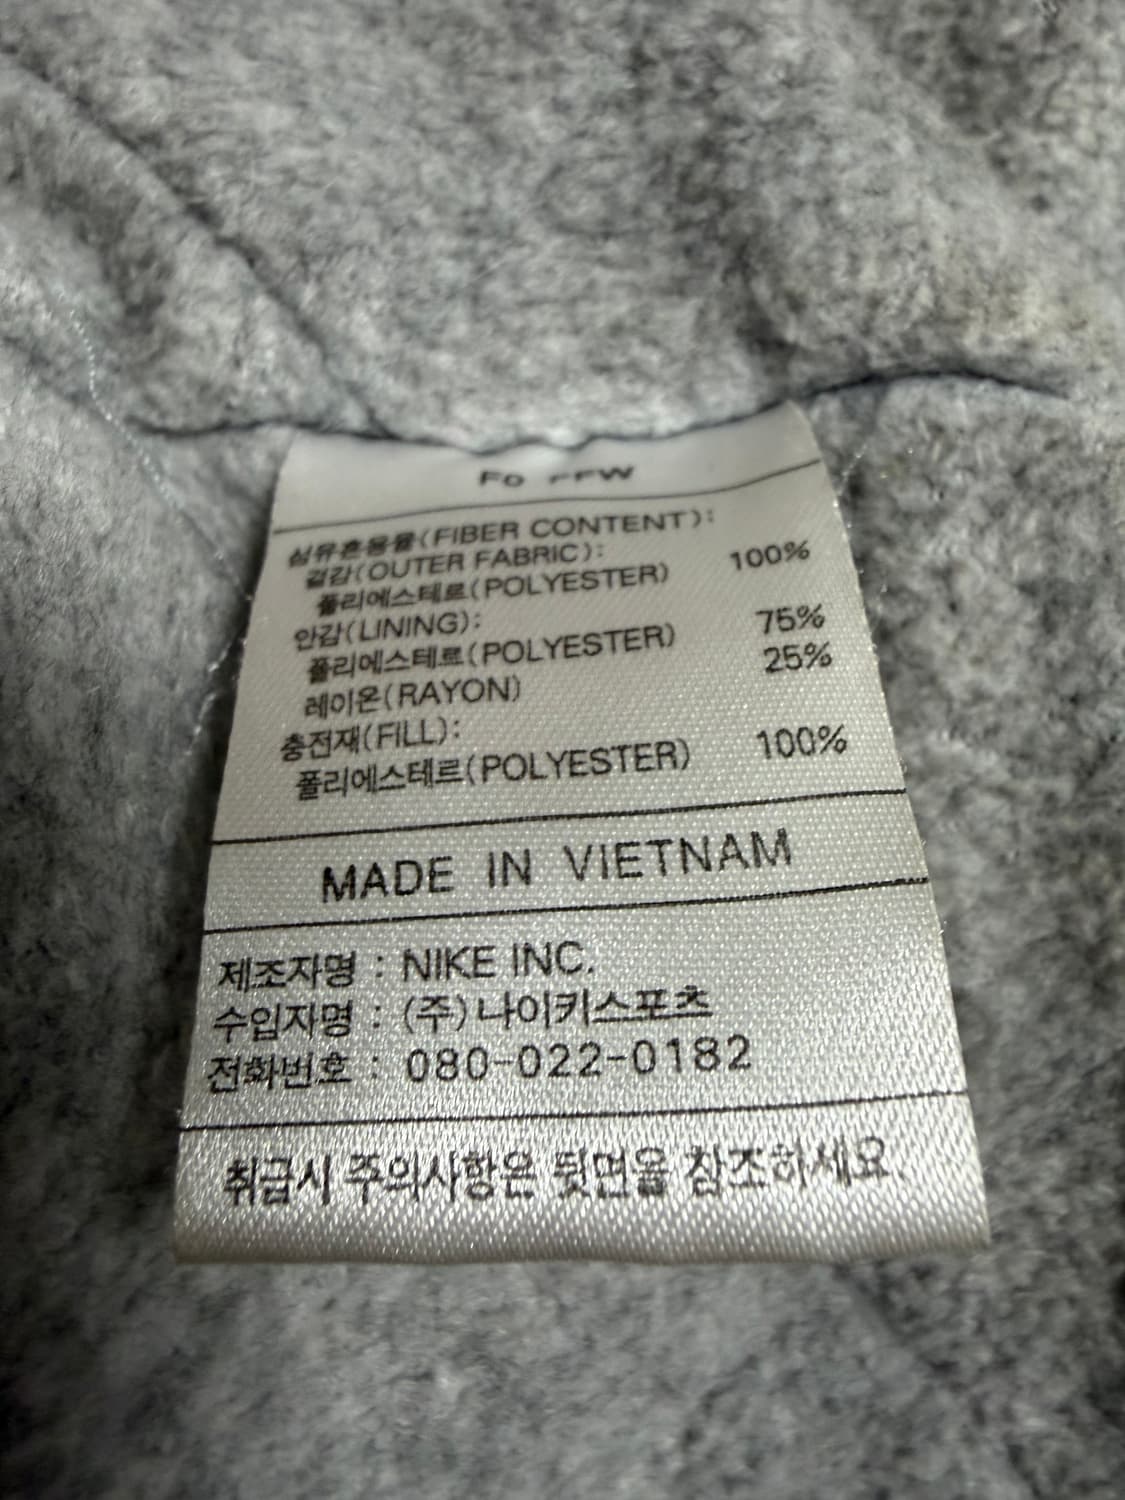 섬유혼용율(FIBER CONTENT):
겉감(OUTER FABRIC):
폴리에스테르(POLYESTER) 100%
안감(LINING):
폴리에스테르(POLYESTER) 75%
레이온(RAYON) 25%
충전재(FILL):
폴리에스테르(POLYESTER) 100%
MADE IN VIETNAM
제조자명 : NIKE INC.
수입자명 : (주)나이키스포츠
전화번호 : 080-022-0182
취급시 주의사항은 뒷면을 참조하세요